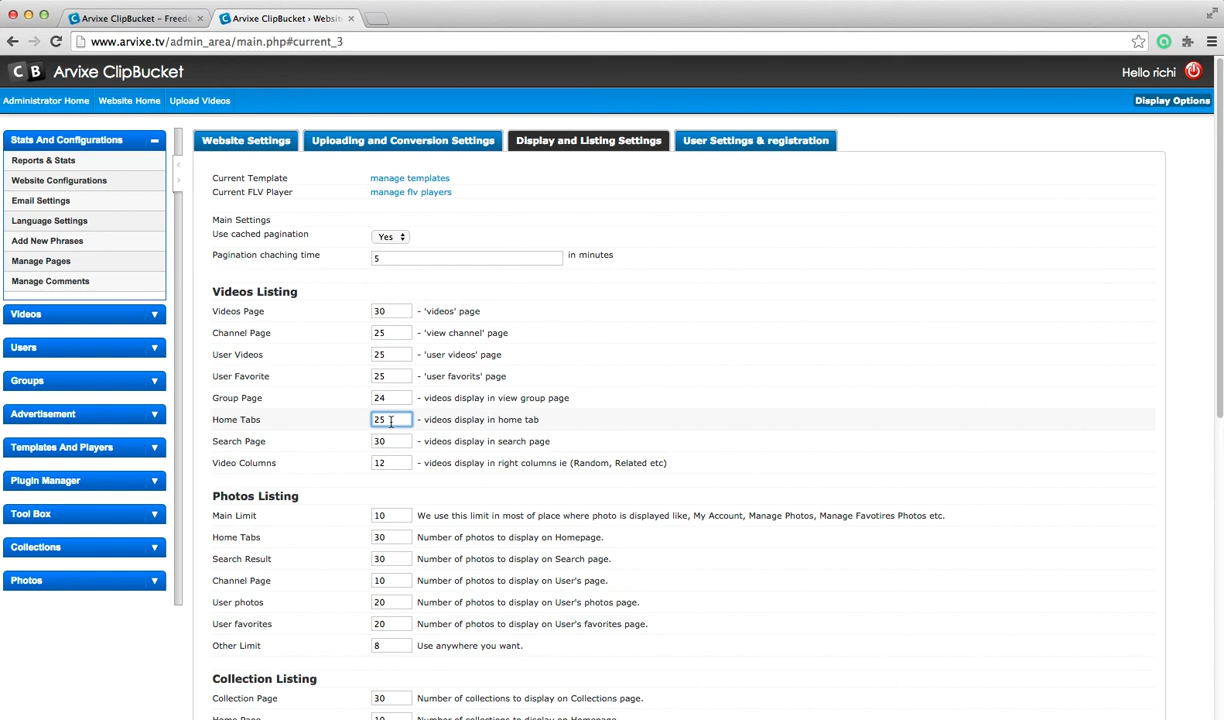 Arvixe ClipBucket – Freedo
Arvixe ClipBucket › Websit
www.arvixe.tv/admin_area/main.php#current_3
CB Arvixe ClipBucket
Hello richi
Administrator Home Website Home Upload Videos
Display Options
Stats And Configurations
Reports & Stats
Website Configurations
Email Settings
Language Settings
Add New Phrases
Manage Pages
Manage Comments
Videos
Users
Groups
Advertisement
Templates And Players
Plugin Manager
Tool Box
Collections
Photos
Website Settings Uploading and Conversion Settings Display and Listing Settings User Settings & registration
Current Template manage templates
Current FLV Player manage flv players
Main Settings
Use cached pagination Yes
Pagination chaching time 5 in minutes
Videos Listing
Videos Page 30 - 'videos' page
Channel Page 25 - 'view channel' page
User Videos 25 - 'user videos' page
User Favorite 25 - 'user favorits' page
Group Page 24 - videos display in view group page
Home Tabs 25 - videos display in home tab
Search Page 30 - videos display in search page
Video Columns 12 - videos display in right columns ie (Random, Related etc)
Photos Listing
Main Limit 10 We use this limit in most of place where photo is displayed like, My Account, Manage Photos, Manage Favotires Photos etc.
Home Tabs 30 Number of photos to display on Homepage.
Search Result 30 Number of photos to display on Search page.
Channel Page 10 Number of photos to display on User's page.
User photos 20 Number of photos to display on User's photos page.
User favorites 20 Number of photos to display on User's favorites page.
Other Limit 8 Use anywhere you want.
Collection Listing
Collection Page 30 Number of collections to display on Collections page.
Home Page 10 Number of collections to display on Homepage.